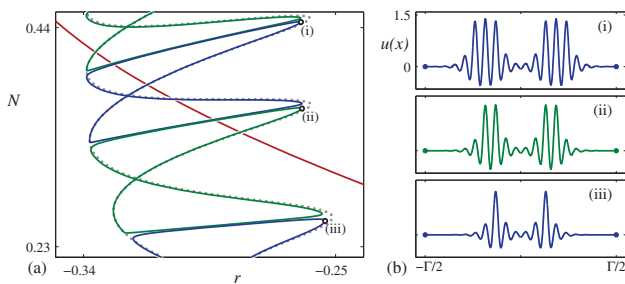 0.44
N
0.23
(a)
−0.34
r
−0.25
(i)
(ii)
(iii)
1.5
u(x)
0
(i)
(ii)
(iii)
(b)
−Γ/2
Γ/2